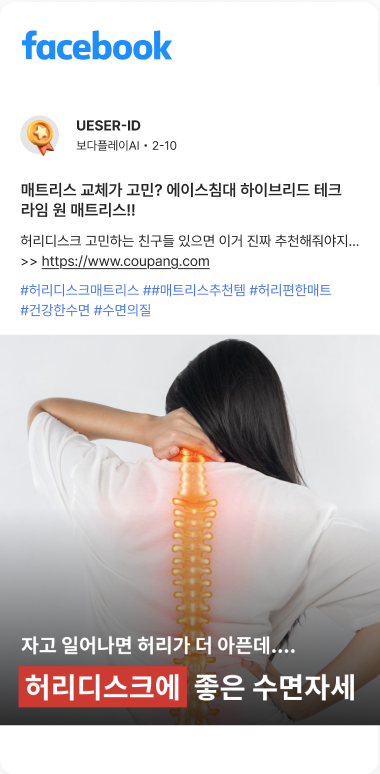 facebook
UESER-ID
보다플레이AI • 2-10
매트리스 교체가 고민? 에이스침대 하이브리드 테크
라임 원 매트리스!!
허리디스크 고민하는 친구들 있으면 이거 진짜 추천해줘야지...
>> https://www.coupang.com
#허리디스크매트리스 ##매트리스추천템 #허리편한매트
#건강한수면 #수면의질
자고 일어나면 허리가 더 아픈데....
허리디스크에 좋은 수면자세